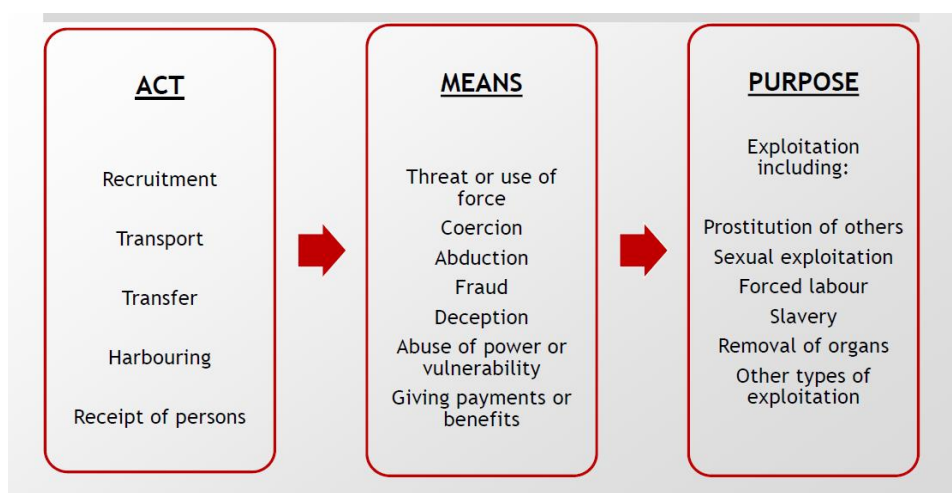 ACT
Recruitment
Transport
Transfer
Harbouring
Receipt of persons
MEANS
Threat or use of
force
Coercion
Abduction
Fraud
Deception
Abuse of power or
vulnerability
Giving payments or
benefits
PURPOSE
Exploitation
including:
Prostitution of others
Sexual exploitation
Forced labour
Slavery
Removal of organs
Other types of
exploitation